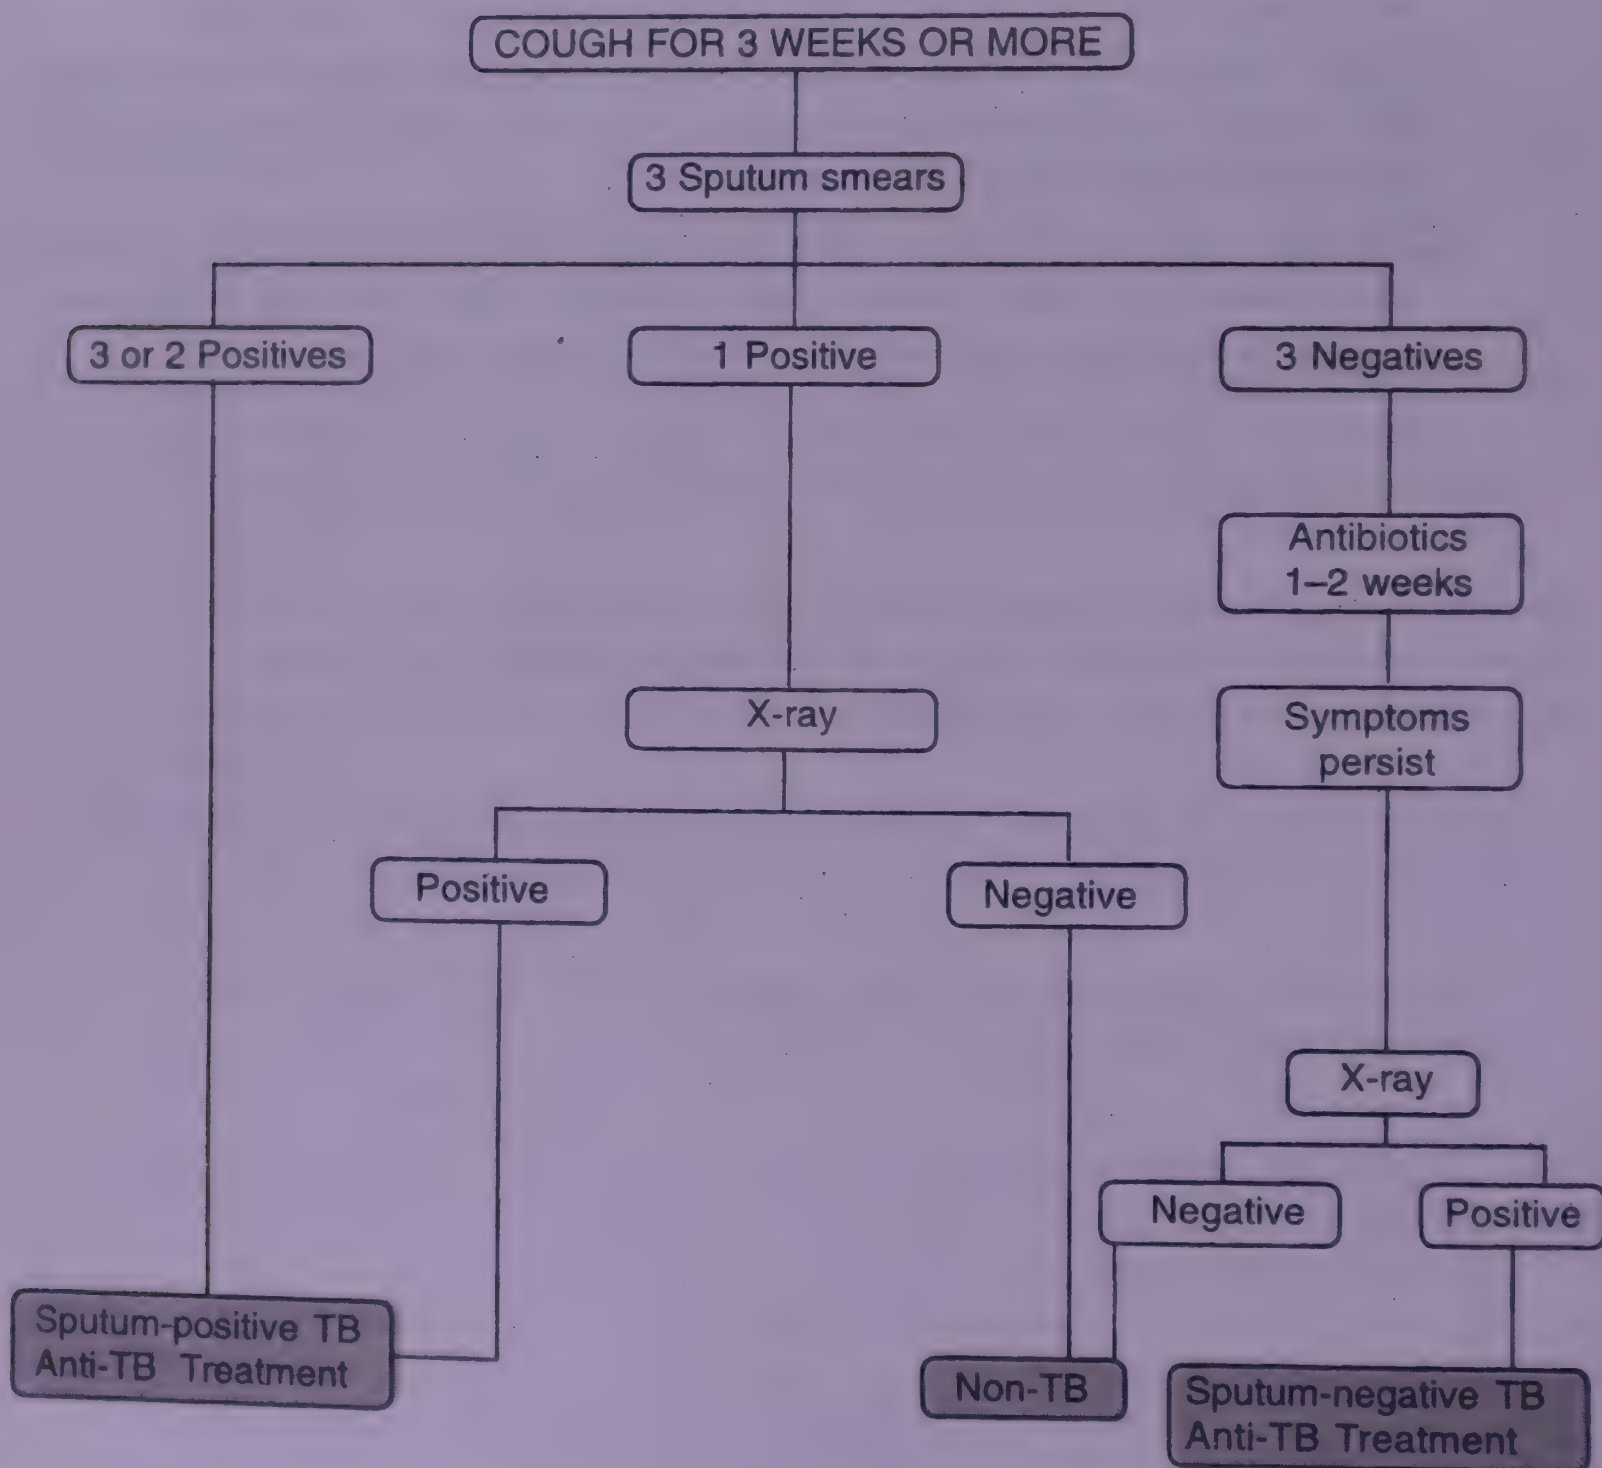 COUGH FOR 3 WEEKS OR MORE
3 Sputum smears
3 or 2 Positives
1 Positive
3 Negatives
Antibiotics
1–2 weeks
X-ray
Symptoms
persist
Positive
Negative
X-ray
Negative
Positive
Sputum-positive TB
Anti-TB Treatment
Non-TB
Sputum-negative TB
Anti-TB Treatment